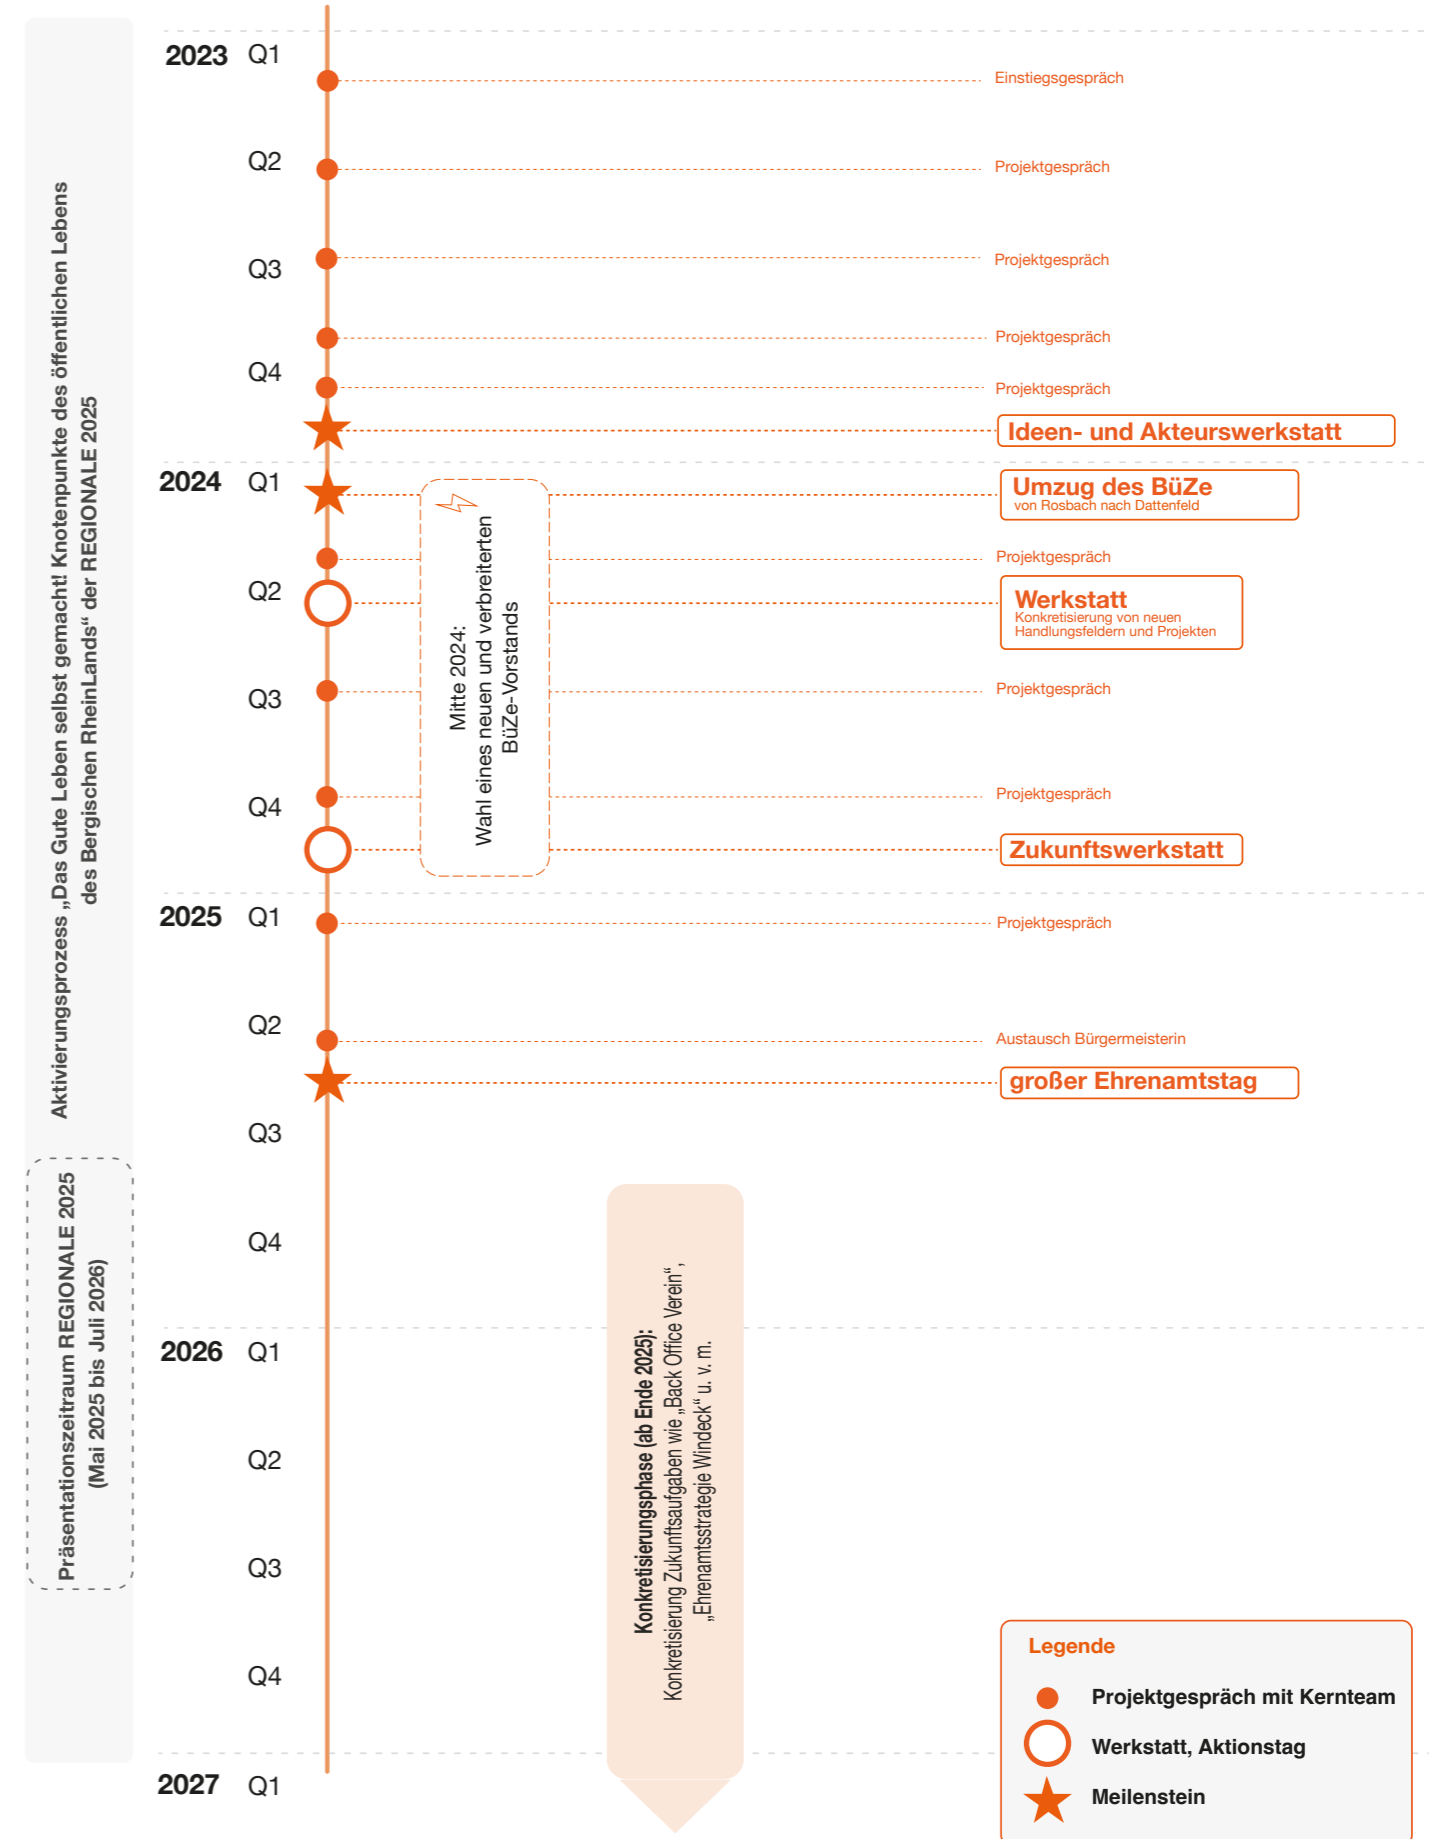 Aktivierungsprozess „Das Gute Leben selbst gemacht! Knotenpunkte des öffentlichen Lebens
des Bergischen RheinLands“ der REGIONALE 2025
Präsentationszeitraum REGIONALE 2025
(Mai 2025 bis Juli 2026)
2023 Q1
Einstiegsgespräch
Q2
Projektgespräch
Q3
Projektgespräch
Projektgespräch
Q4
Projektgespräch
Ideen- und Akteurswerkstatt
2024 Q1
Umzug des BüZe
von Rosbach nach Dattenfeld
Mitte 2024:
Wahl eines neuen und verbreiterten
BüZe-Vorstands
Projektgespräch
Q2
Werkstatt
Konkretisierung von neuen
Handlungsfeldern und Projekten
Q3
Projektgespräch
Projektgespräch
Q4
Zukunftswerkstatt
2025 Q1
Projektgespräch
Q2
Austausch Bürgermeisterin
großer Ehrenamtstag
Q3
Q4
Konkretisierungsphase (ab Ende 2025):
Konkretisierung Zukunftsaufgaben wie „Back Office Verein“,
„Ehrenamtsstrategie Windeck“ u. v. m.
2026 Q1
Q2
Q3
Q4
2027 Q1
Legende
Projektgespräch mit Kernteam
Werkstatt, Aktionstag
Meilenstein